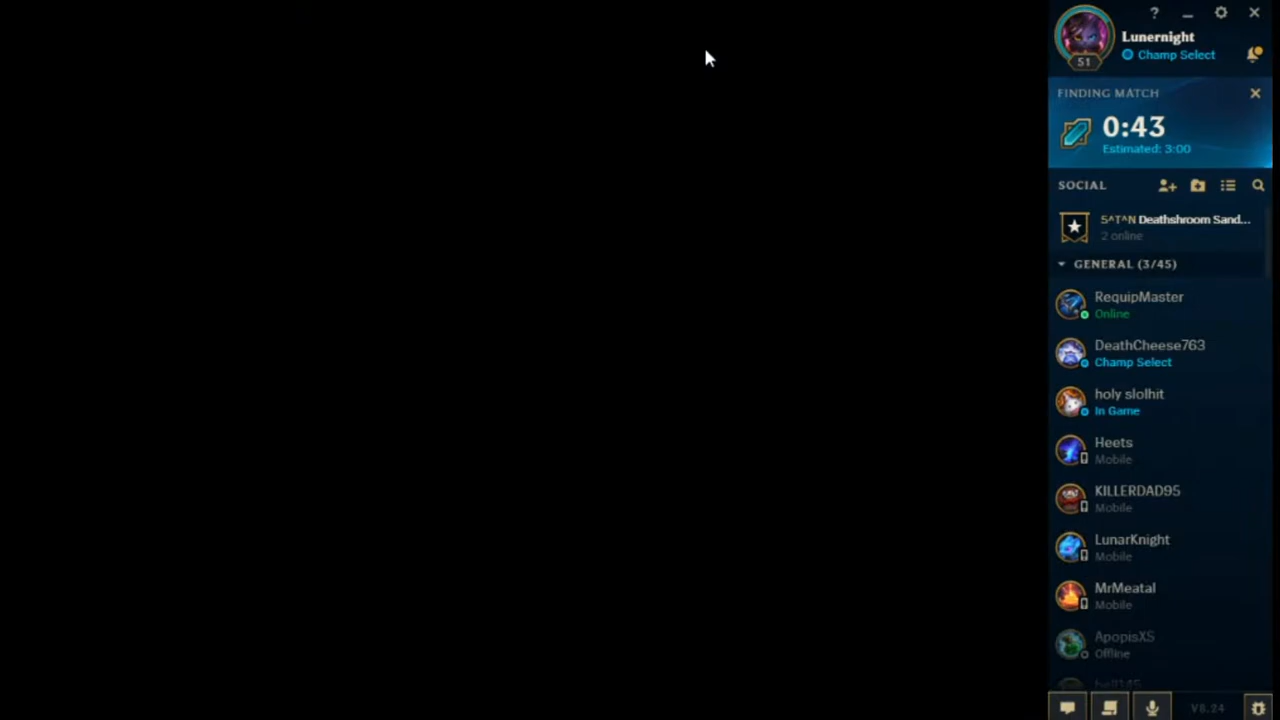 ?
Lunernight
Champ Select
51
FINDING MATCH
0:43
Estimated: 3:00
SOCIAL
S^T^N Deathshroom Sand...
2 online
GENERAL (3/45)
RequipMaster
Online
DeathCheese763
Champ Select
holy slolhit
In Game
Heets
Mobile
KILLERDAD95
Mobile
LunarKnight
Mobile
MrMeatal
Mobile
ApopisXS
Offline
V8.24